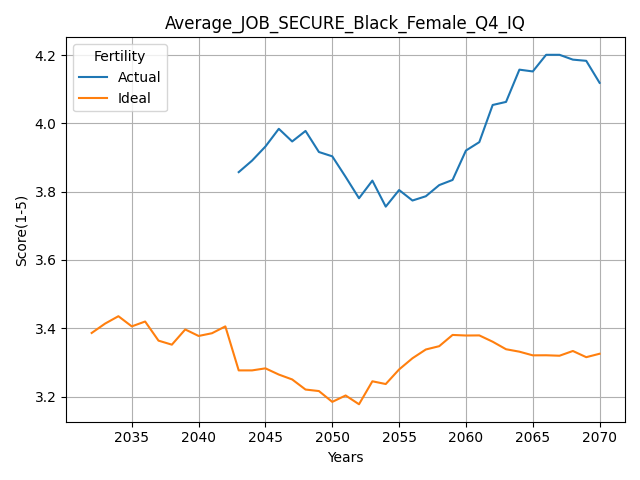 Average_JOB_SECURE_Black_Female_Q4_IQ
Fertility
Actual
Ideal
Score(1-5)
4.2
4.0
3.8
3.6
3.4
3.2
2035 2040 2045 2050 2055 2060 2065 2070
Years